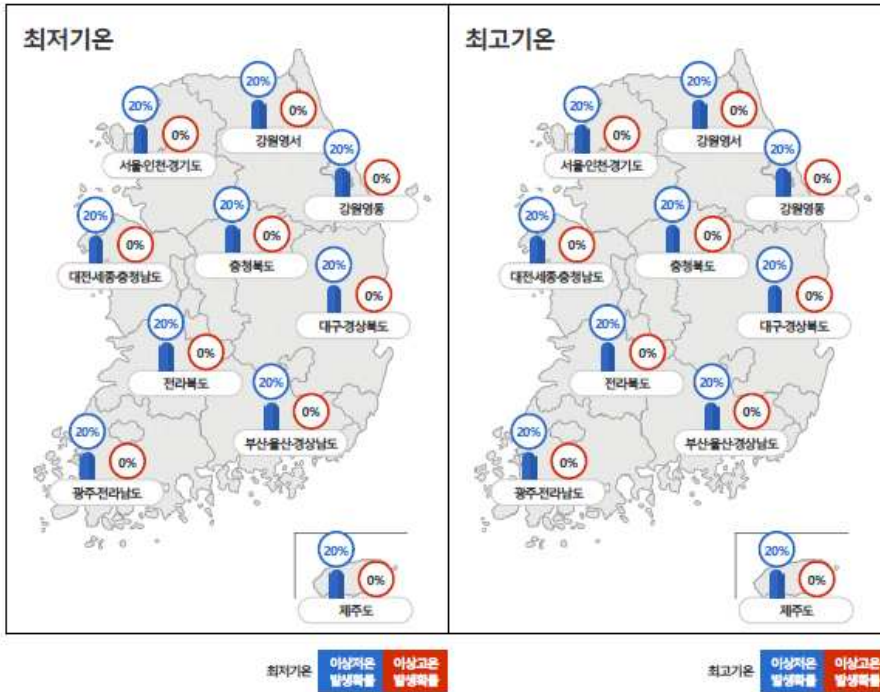 최저기온
20%
0%
강원영서
20%
0%
서울·인천·경기도
20%
0%
강원영동
20%
0%
대전·세종·충청남도
20%
0%
충청북도
20%
0%
대구·경상북도
20%
0%
전라북도
20%
0%
부산·울산·경상남도
20%
0%
광주·전라남도
20%
0%
제주도
최저기온
이상저온
발생확률
이상고온
발생확률
최고기온
20%
0%
강원영서
20%
0%
서울·인천·경기도
20%
0%
강원영동
20%
0%
대전·세종·충청남도
20%
0%
충청북도
20%
0%
대구·경상북도
20%
0%
전라북도
20%
0%
부산·울산·경상남도
20%
0%
광주·전라남도
20%
0%
제주도
최고기온
이상저온
발생확률
이상고온
발생확률